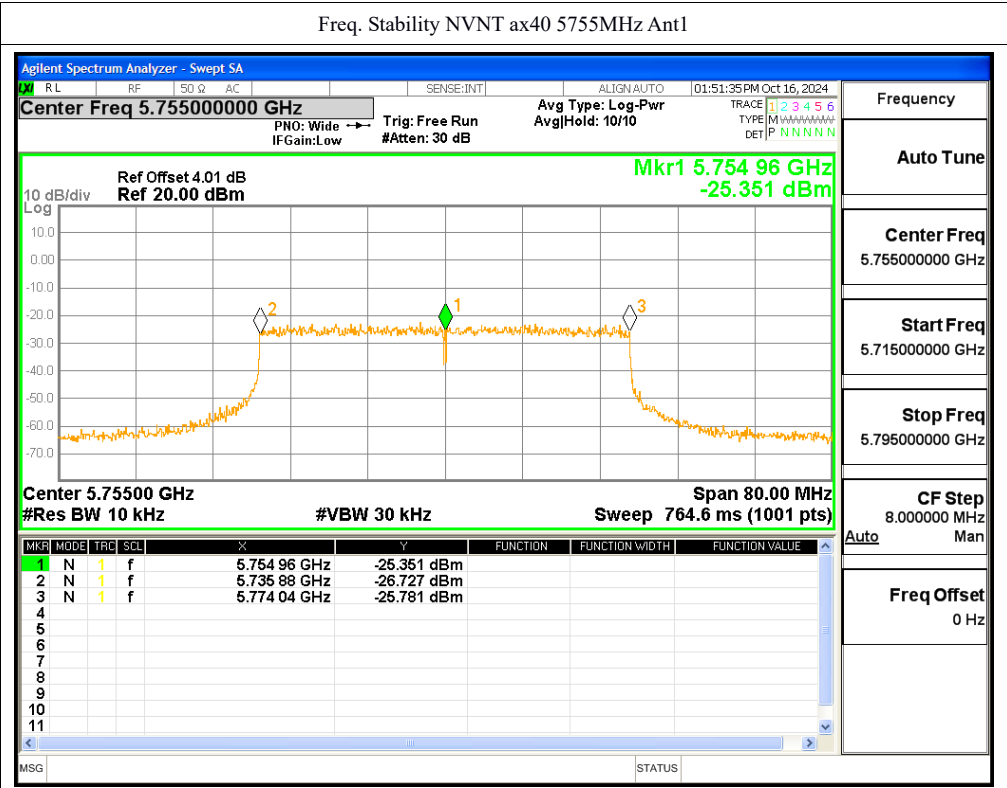 Freq. Stability NVNT ax40 5755MHz Ant1
Agilent Spectrum Analyzer - Swept SA
LXI RL RF 50 Ω AC SENSE:INT ALIGN AUTO 01:51:35 PM Oct 16, 2024
Center Freq 5.755000000 GHz
PNO: Wide
IFGain:Low
Trig: Free Run
#Atten: 30 dB
Avg Type: Log-Pwr
Avg|Hold: 10/10
TRACE 1 2 3 4 5 6
TYPE M
DET P N N N N N
Mkr1 5.754 96 GHz
-25.351 dBm
Ref Offset 4.01 dB
10 dB/div Ref 20.00 dBm
Log
10.0
0.00
-10.0
-20.0
-30.0
-40.0
-50.0
-60.0
-70.0
2
1
3
Center 5.75500 GHz Span 80.00 MHz
#Res BW 10 kHz #VBW 30 kHz Sweep 764.6 ms (1001 pts)
MKR MODE TRC SCL X Y FUNCTION FUNCTION WIDTH FUNCTION VALUE
1 N 1 f 5.754 96 GHz -25.351 dBm
2 N 1 f 5.735 88 GHz -26.727 dBm
3 N 1 f 5.774 04 GHz -25.781 dBm
4
5
6
7
8
9
10
11
MSG STATUS
Frequency
Auto Tune
Center Freq
5.755000000 GHz
Start Freq
5.715000000 GHz
Stop Freq
5.795000000 GHz
CF Step
8.000000 MHz
Auto Man
Freq Offset
0 Hz